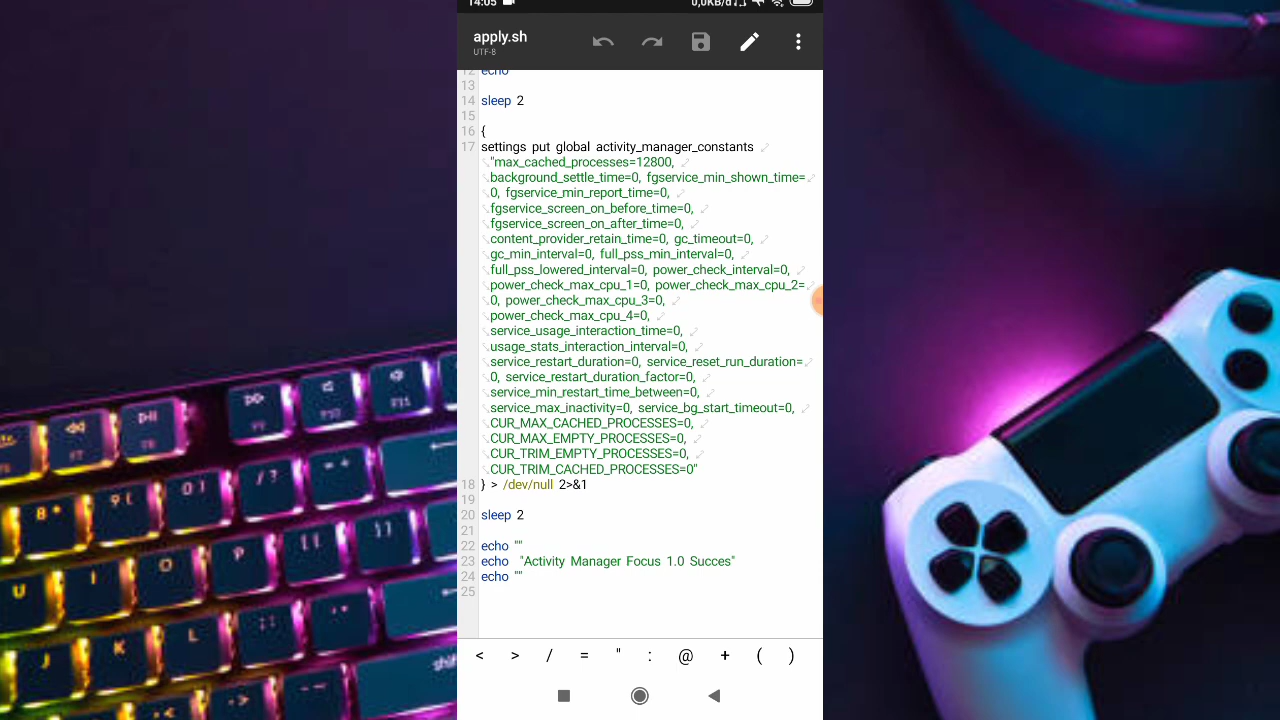 14:05
0,0KB/d
apply.sh
UTF-8
12 echo
13
14 sleep 2
15
16 {
17 settings put global activity_manager_constants
"max_cached_processes=12800,
background_settle_time=0, fgservice_min_shown_time=
0, fgservice_min_report_time=0,
fgservice_screen_on_before_time=0,
fgservice_screen_on_after_time=0,
content_provider_retain_time=0, gc_timeout=0,
gc_min_interval=0, full_pss_min_interval=0,
full_pss_lowered_interval=0, power_check_interval=0,
power_check_max_cpu_1=0, power_check_max_cpu_2=
0, power_check_max_cpu_3=0,
power_check_max_cpu_4=0,
service_usage_interaction_time=0,
usage_stats_interaction_interval=0,
service_restart_duration=0, service_reset_run_duration=
0, service_restart_duration_factor=0,
service_min_restart_time_between=0,
service_max_inactivity=0, service_bg_start_timeout=0,
CUR_MAX_CACHED_PROCESSES=0,
CUR_MAX_EMPTY_PROCESSES=0,
CUR_TRIM_EMPTY_PROCESSES=0,
CUR_TRIM_CACHED_PROCESSES=0"
18 } > /dev/null 2>&1
19
20 sleep 2
21
22 echo ""
23 echo "Activity Manager Focus 1.0 Succes"
24 echo ""
25
< > / = " : @ + ( )